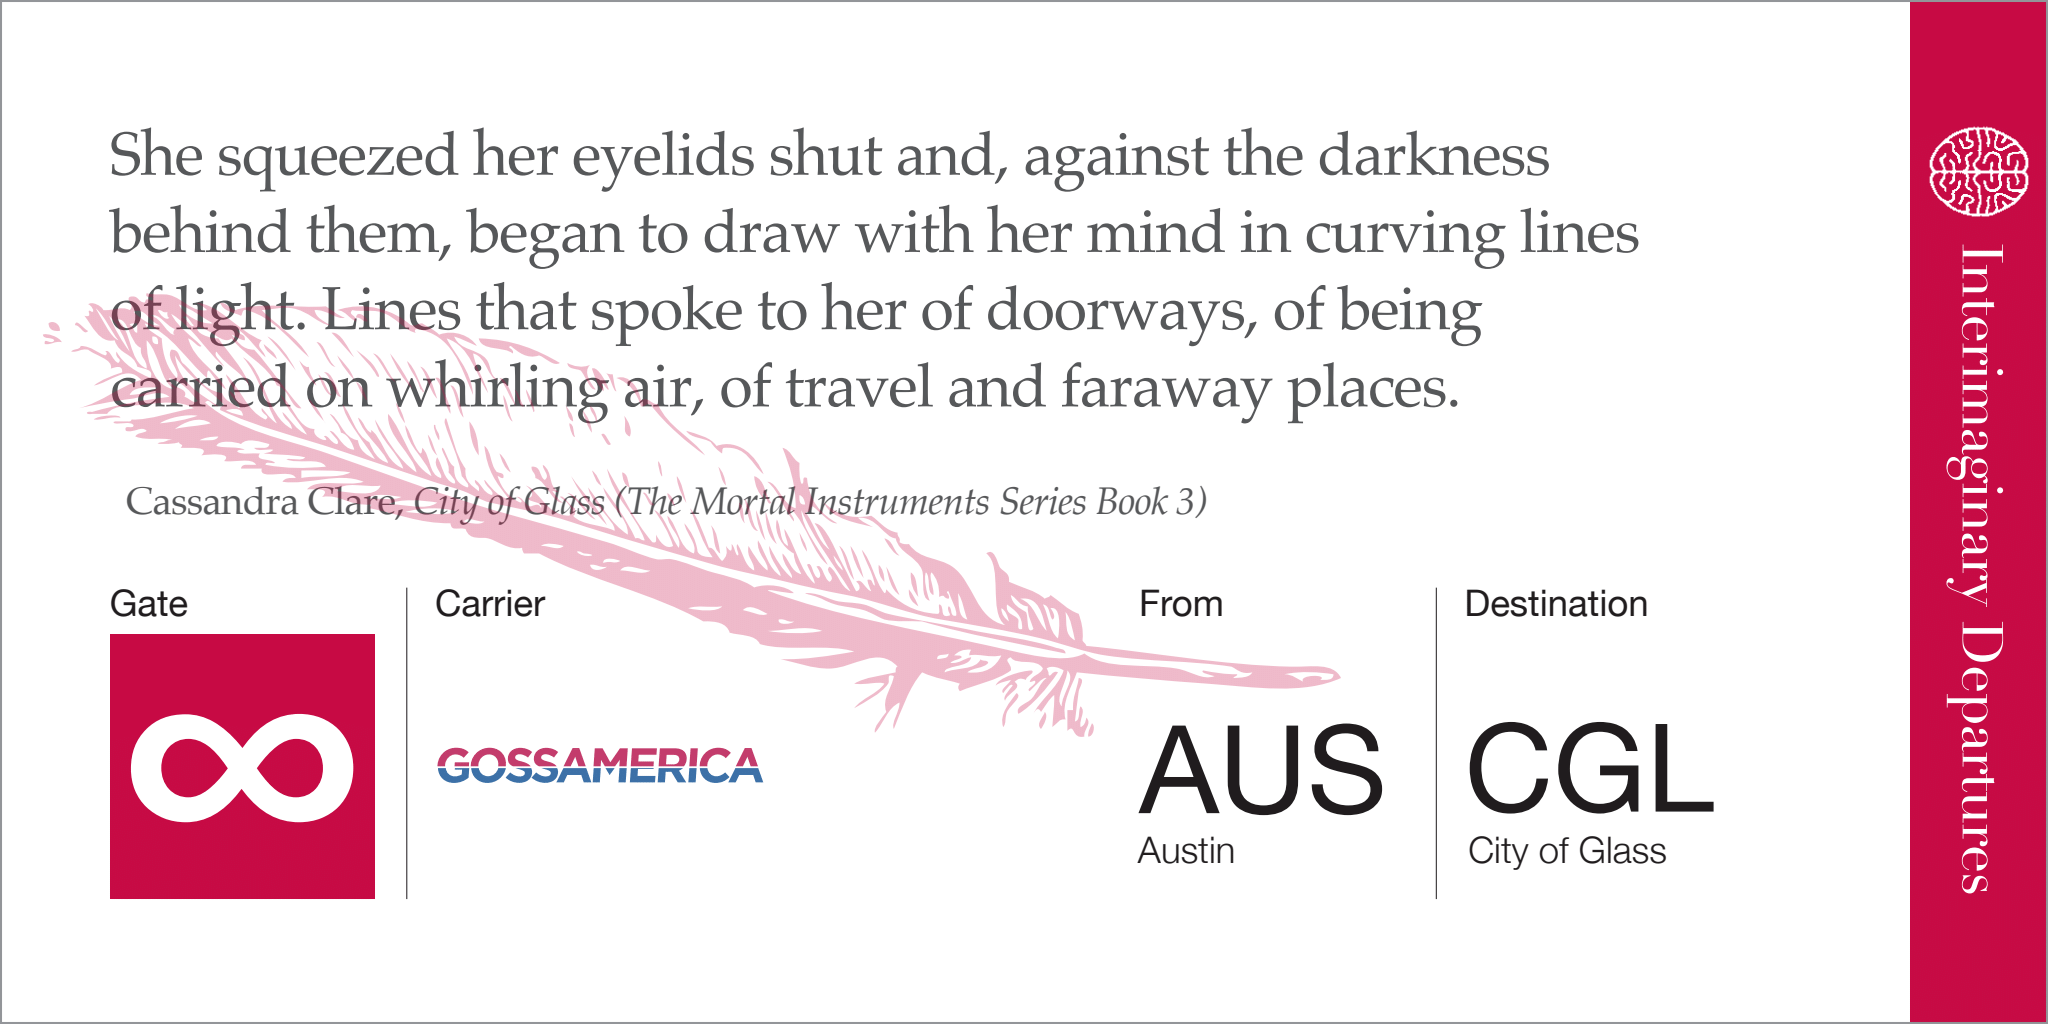 She squeezed her eyelids shut and, against the darkness
behind them, began to draw with her mind in curving lines
of light. Lines that spoke to her of doorways, of being
carried on whirling air, of travel and faraway places.
Cassandra Clare, City of Glass (The Mortal Instruments Series Book 3)
Gate
∞
Carrier
GOSSAMERICA
From
AUS
Austin
Destination
CGL
City of Glass
Interimaginary Departures